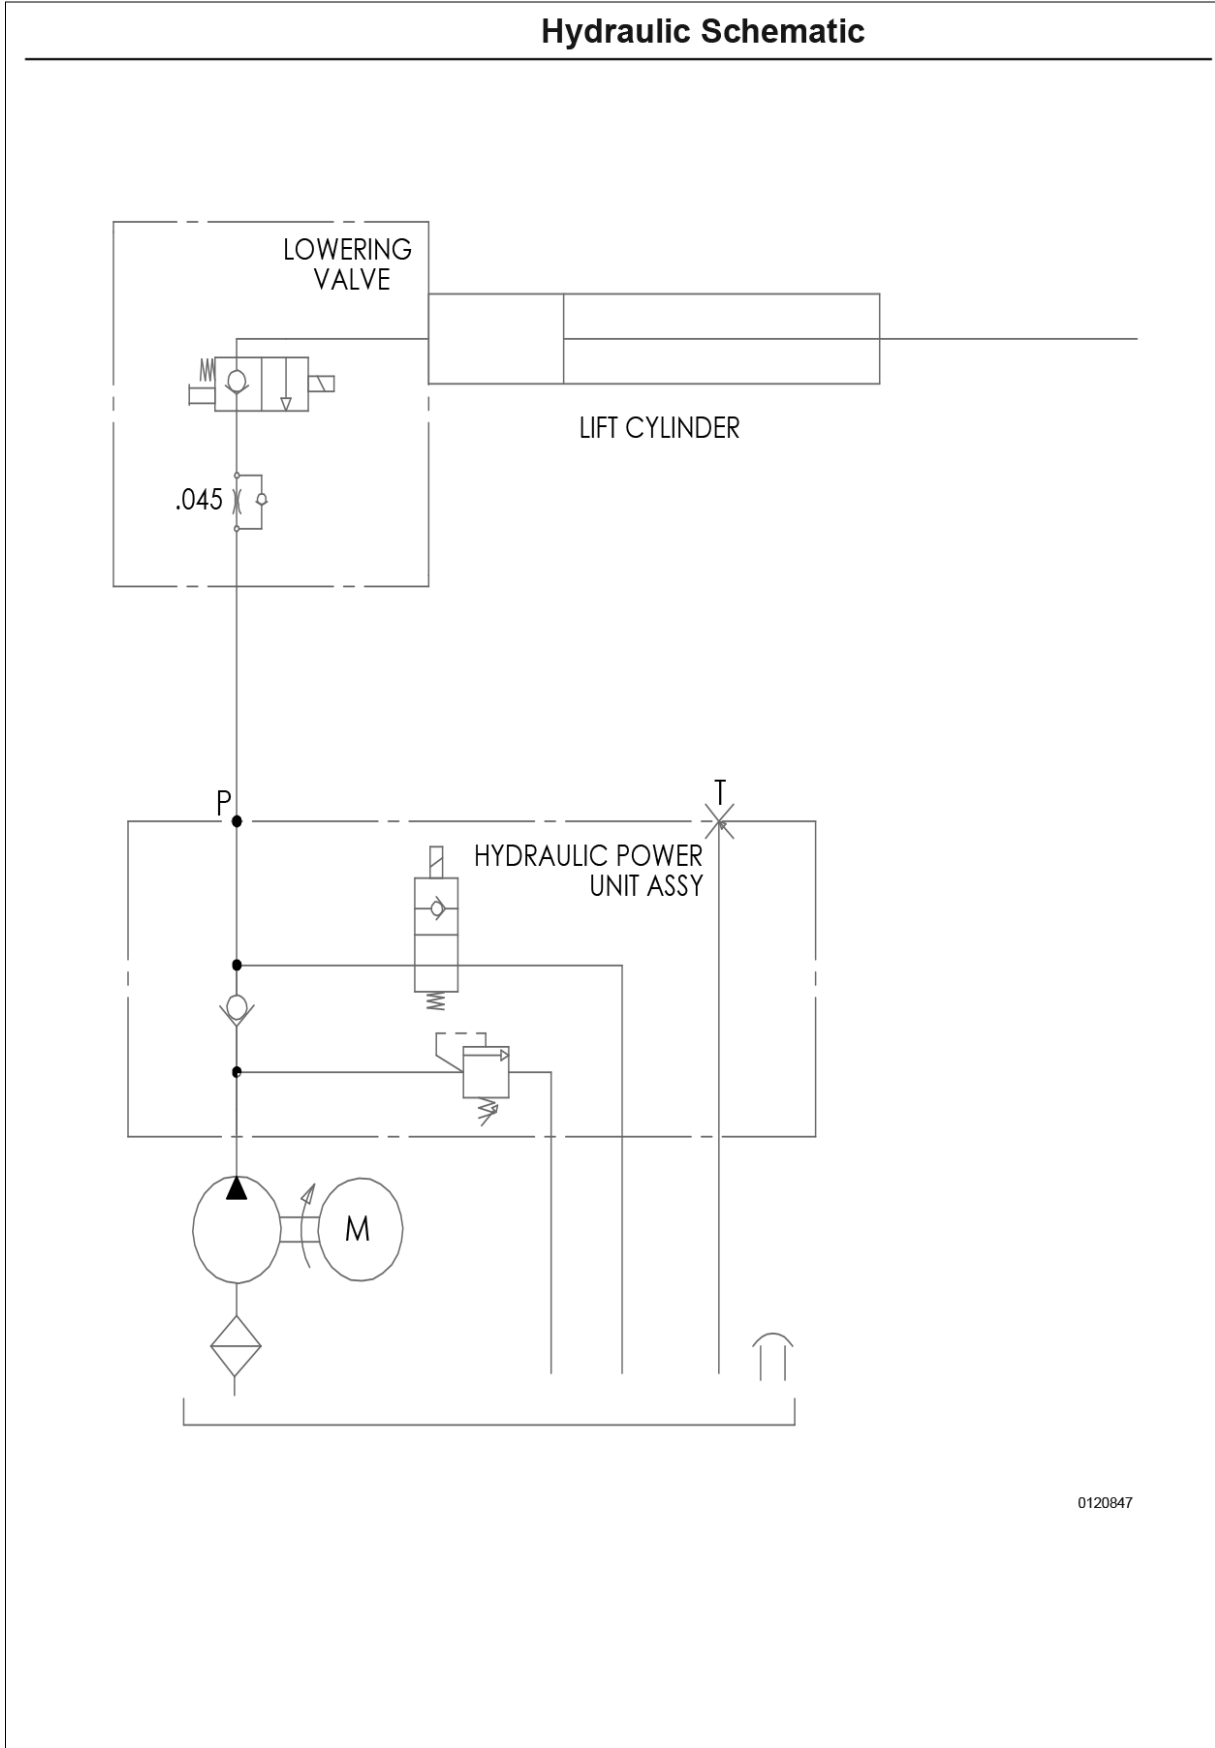 Hydraulic Schematic
LOWERING
VALVE
LIFT CYLINDER
.045
P
T
HYDRAULIC POWER
UNIT ASSY
M
0120847